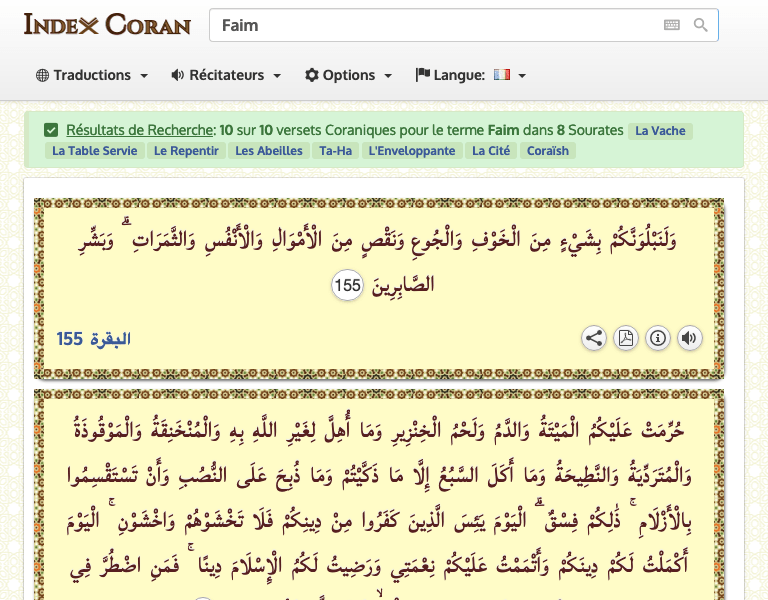 INDEX CORAN
Faim
Traductions Récitateurs Options Langue:
Résultats de Recherche: 10 sur 10 versets Coraniques pour le terme Faim dans 8 Sourates La Vache
La Table Servie Le Repentir Les Abeilles Ta-Ha L'Enveloppante La Cité Coraïsh
وَلَنَبْلُوَنَّكُمْ بِشَيْءٍ مِنَ الْخَوْفِ وَالْجُوعِ وَنَقْصٍ مِنَ الْأَمْوَالِ وَالْأَنْفُسِ وَالثَّمَرَاتِ ۗ وَبَشِّرِ
الصَّابِرِينَ 155
البقرة 155
حُرِّمَتْ عَلَيْكُمُ الْمَيْتَةُ وَالدَّمُ وَلَحْمُ الْخِنْزِيرِ وَمَا أُهِلَّ لِغَيْرِ اللَّهِ بِهِ وَالْمُنْخَنِقَةُ وَالْمَوْقُوذَةُ
وَالْمُتَرَدِّيَةُ وَالنَّطِيحَةُ وَمَا أَكَلَ السَّبُعُ إِلَّا مَا ذَكَّيْتُمْ وَمَا ذُبِحَ عَلَى النُّصُبِ وَأَنْ تَسْتَقْسِمُوا
بِالْأَزْلَامِ ۚ ذَٰلِكُمْ فِسْقٌ ۗ الْيَوْمَ يَئِسَ الَّذِينَ كَفَرُوا مِنْ دِينِكُمْ فَلَا تَخْشَوْهُمْ وَاخْشَوْنِ ۚ الْيَوْمَ
أَكْمَلْتُ لَكُمْ دِينَكُمْ وَأَتْمَمْتُ عَلَيْكُمْ نِعْمَتِي وَرَضِيتُ لَكُمُ الْإِسْلَامَ دِينًا ۚ فَمَنِ اضْطُرَّ فِي